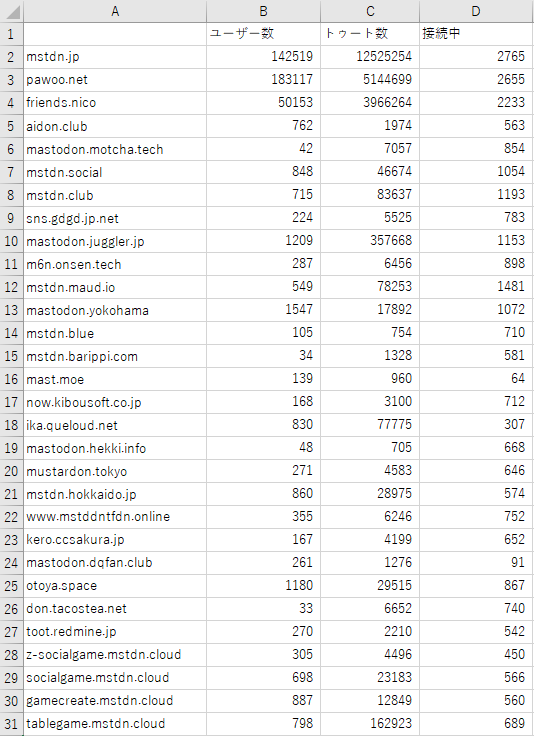 A B C D
1 ユーザー数 トゥート数 接続中
2 mstdn.jp 142519 12525254 2765
3 pawoo.net 183117 5144699 2655
4 friends.nico 50153 3966264 2233
5 aidon.club 762 1974 563
6 mastodon.motcha.tech 42 7057 854
7 mstdn.social 848 46674 1054
8 mstdn.club 715 83637 1193
9 sns.gdgd.jp.net 224 5525 783
10 mastodon.juggler.jp 1209 357668 1153
11 m6n.onsen.tech 287 6456 898
12 mstdn.maud.io 549 78253 1481
13 mastodon.yokohama 1547 17892 1072
14 mstdn.blue 105 754 710
15 mstdn.barippi.com 34 1328 581
16 mast.moe 139 960 64
17 now.kibousoft.co.jp 168 3100 712
18 ika.queloud.net 830 77775 307
19 mastodon.hekki.info 48 705 668
20 mustardon.tokyo 271 4583 646
21 mstdn.hokkaido.jp 860 28975 574
22 www.mstddntfdn.online 355 6246 752
23 kero.ccsakura.jp 167 4199 652
24 mastodon.dqfan.club 261 1276 91
25 otoya.space 1180 29515 867
26 don.tacostea.net 33 6652 740
27 toot.redmine.jp 270 2210 542
28 z-socialgame.mstdn.cloud 305 4496 450
29 socialgame.mstdn.cloud 698 23183 566
30 gamecreate.mstdn.cloud 887 12849 560
31 tablegame.mstdn.cloud 798 162923 689